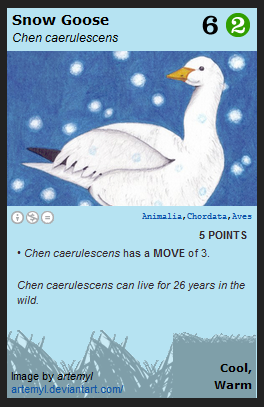 Snow Goose
Chen caerulescens
6 2
Animalia,Chordata,Aves
5 POINTS
• Chen caerulescens has a MOVE of 3.
Chen caerulescens can live for 26 years in the
wild.
Image by artemyl
artemyl.deviantart.com/
Cool,
Warm